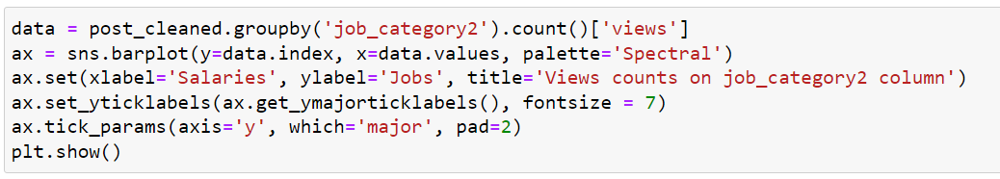 data = post_cleaned.groupby('job_category2').count()['views']
ax = sns.barplot(y=data.index, x=data.values, palette='Spectral')
ax.set(xlabel='Salaries', ylabel='Jobs', title='Views counts on job_category2 column')
ax.set_yticklabels(ax.get_ymajorticklabels(), fontsize = 7)
ax.tick_params(axis='y', which='major', pad=2)
plt.show()